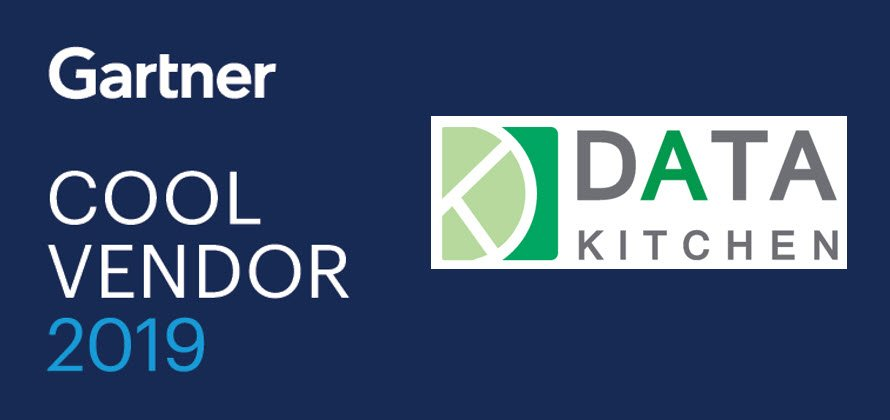 Gartner
COOL
VENDOR
2019
DATA
KITCHEN